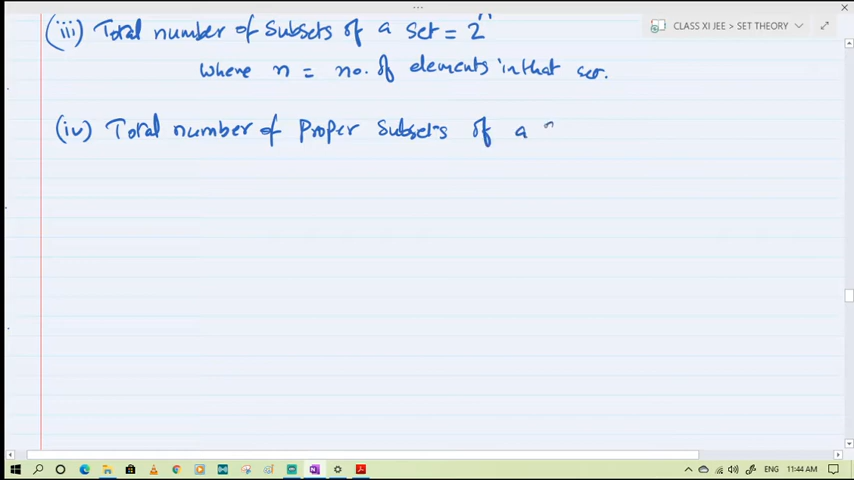 CLASS XI JEE > SET THEORY
(iii) Total number of Subsets of a Set = 2ⁿ
where n = no. of elements in that set.
(iv) Total number of Proper Subsets of a
ENG 11:44 AM